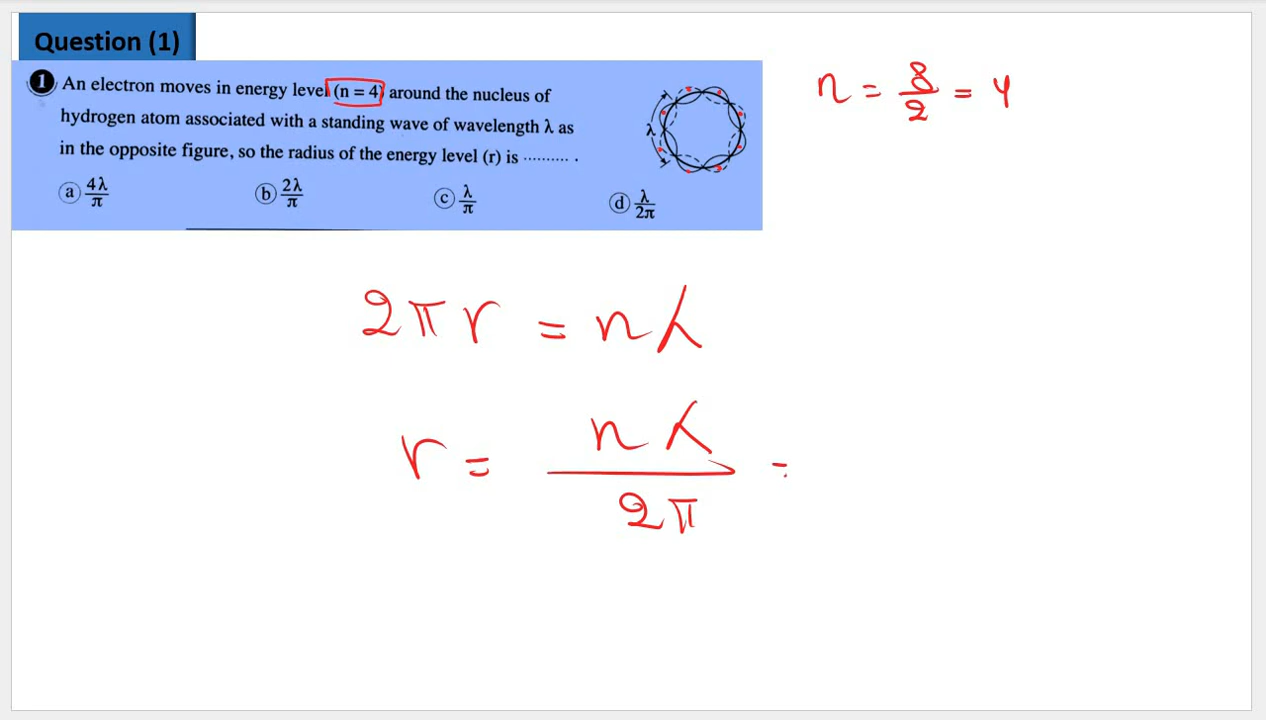 Question (1)
1 An electron moves in energy level (n = 4) around the nucleus of
hydrogen atom associated with a standing wave of wavelength λ as
in the opposite figure, so the radius of the energy level (r) is .......... .
λ
ⓐ 4λ/π ⓑ 2λ/π ⓒ λ/π ⓓ λ/2π
n = 8/2 = 4
2πr = nλ
r = nλ/2π =